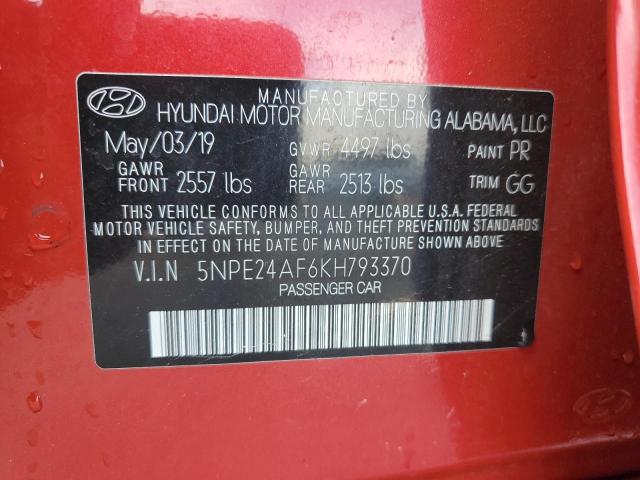 MANUFACTURED BY
HYUNDAI MOTOR MANUFACTURING ALABAMA, LLC
May/03/19 GVWR 4497 lbs PAINT PR
GAWR FRONT 2557 lbs GAWR REAR 2513 lbs TRIM GG
THIS VEHICLE CONFORMS TO ALL APPLICABLE U.S.A. FEDERAL
MOTOR VEHICLE SAFETY, BUMPER, AND THEFT PREVENTION STANDARDS
IN EFFECT ON THE DATE OF MANUFACTURE SHOWN ABOVE.
V.I.N 5NPE24AF6KH793370
PASSENGER CAR